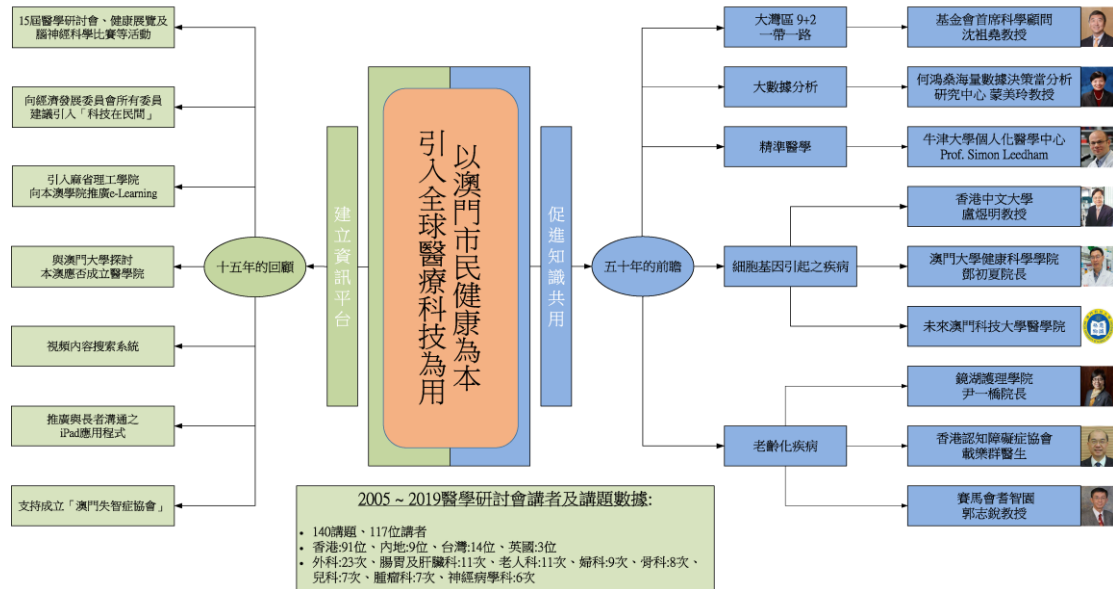 15屆醫學研討會、健康展覽及
腦神經科學比賽等活動
向經濟發展委員會所有委員
建議引入「科技在民間」
引入麻省理工學院
向本澳學院推廣e-Learning
與澳門大學探討
本澳應否成立醫學院
視頻內容搜索系統
推廣與長者溝通之
iPad應用程式
支持成立「澳門失智症協會」
十五年的回顧
建立資訊平台
以澳門市民健康為本
引入全球醫療科技為用
促進知識共用
五十年的前瞻
大灣區 9+2
一帶一路
大數據分析
精準醫學
細胞基因引起之疾病
老齡化疾病
基金會首席科學顧問
沈祖堯教授
何鴻燊海量數據決策當分析
研究中心 蒙美玲教授
牛津大學個人化醫學中心
Prof. Simon Leedham
香港中文大學
盧煜明教授
澳門大學健康科學學院
鄧初夏院長
未來澳門科技大學醫學院
鏡湖護理學院
尹一橋院長
香港認知障礙症協會
戴樂群醫生
賽馬會耆智園
郭志銳教授
2005 ~ 2019醫學研討會講者及講題數據:
• 140講題、117位講者
• 香港:91位、內地:9位、台灣:14位、英國:3位
• 外科:23次、腸胃及肝臟科:11次、老人科:11次、婦科:9次、骨科:8次、
兒科:7次、腫瘤科:7次、神經病學科:6次